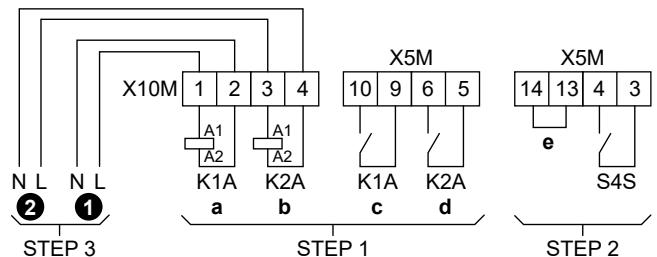 X5M X5M
X10M 1 2 3 4 10 9 6 5 14 13 4 3
A1 A1
A2 A2 e
N L N L K1A K2A K1A K2A S4S
2 1 a b c d
STEP 3 STEP 1 STEP 2